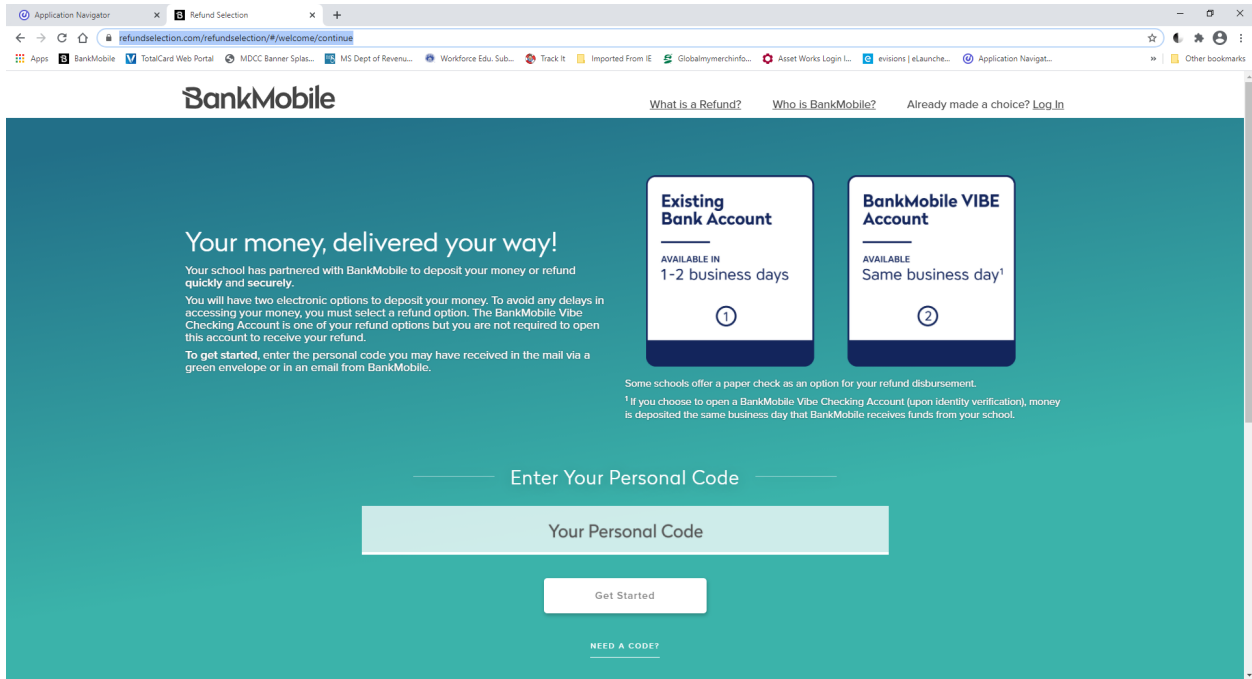 Application Navigator
Refund Selection
refundselection.com/refundselection/#/welcome/continue
Apps
BankMobile
TotalCard Web Portal
MDCC Banner Splas...
MS Dept of Revenu...
Workforce Edu. Sub...
Track It
Imported From IE
Globalmymerchinfo...
Asset Works Login I...
evisions | eLaunche...
Application Navigat...
»
Other bookmarks
BankMobile
What is a Refund?
Who is BankMobile?
Already made a choice? Log In
Your money, delivered your way!
Your school has partnered with BankMobile to deposit your money or refund
quickly and securely.
You will have two electronic options to deposit your money. To avoid any delays in
accessing your money, you must select a refund option. The BankMobile Vibe
Checking Account is one of your refund options but you are not required to open
this account to receive your refund.
To get started, enter the personal code you may have received in the mail via a
green envelope or in an email from BankMobile.
Existing
Bank Account
AVAILABLE IN
1-2 business days
1
BankMobile VIBE
Account
AVAILABLE
Same business day¹
2
Some schools offer a paper check as an option for your refund disbursement.
¹ If you choose to open a BankMobile Vibe Checking Account (upon identity verification), money
is deposited the same business day that BankMobile receives funds from your school.
Enter Your Personal Code
Your Personal Code
Get Started
NEED A CODE?